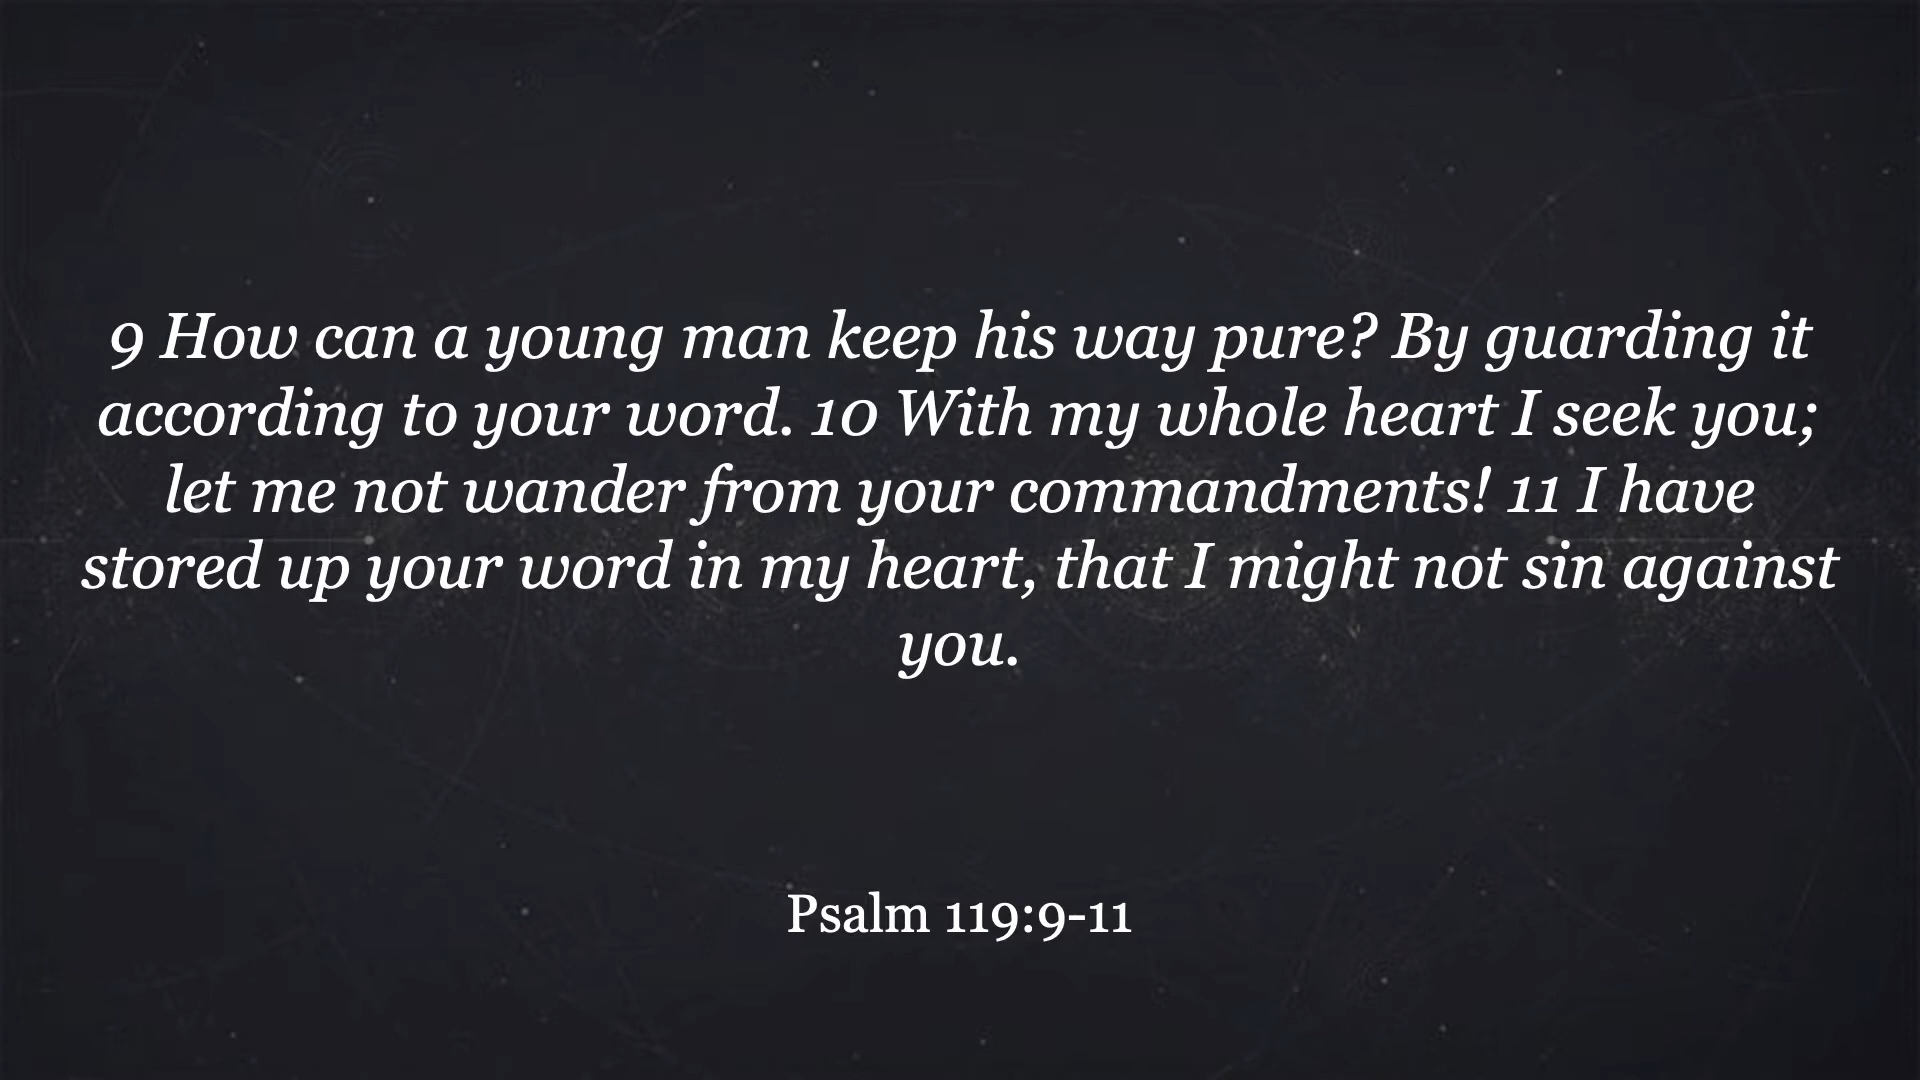 9 How can a young man keep his way pure? By guarding it
according to your word. 10 With my whole heart I seek you;
let me not wander from your commandments! 11 I have
stored up your word in my heart, that I might not sin against
you.
Psalm 119:9-11